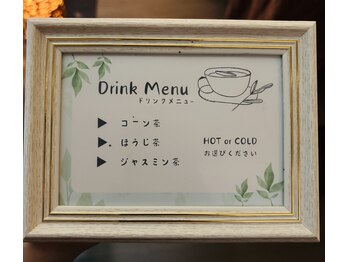 Drink Menu
ドリンクメニュー
▶ コーン茶
▶ ほうじ茶
▶ ジャスミン茶
HOT or COLD
お選びください